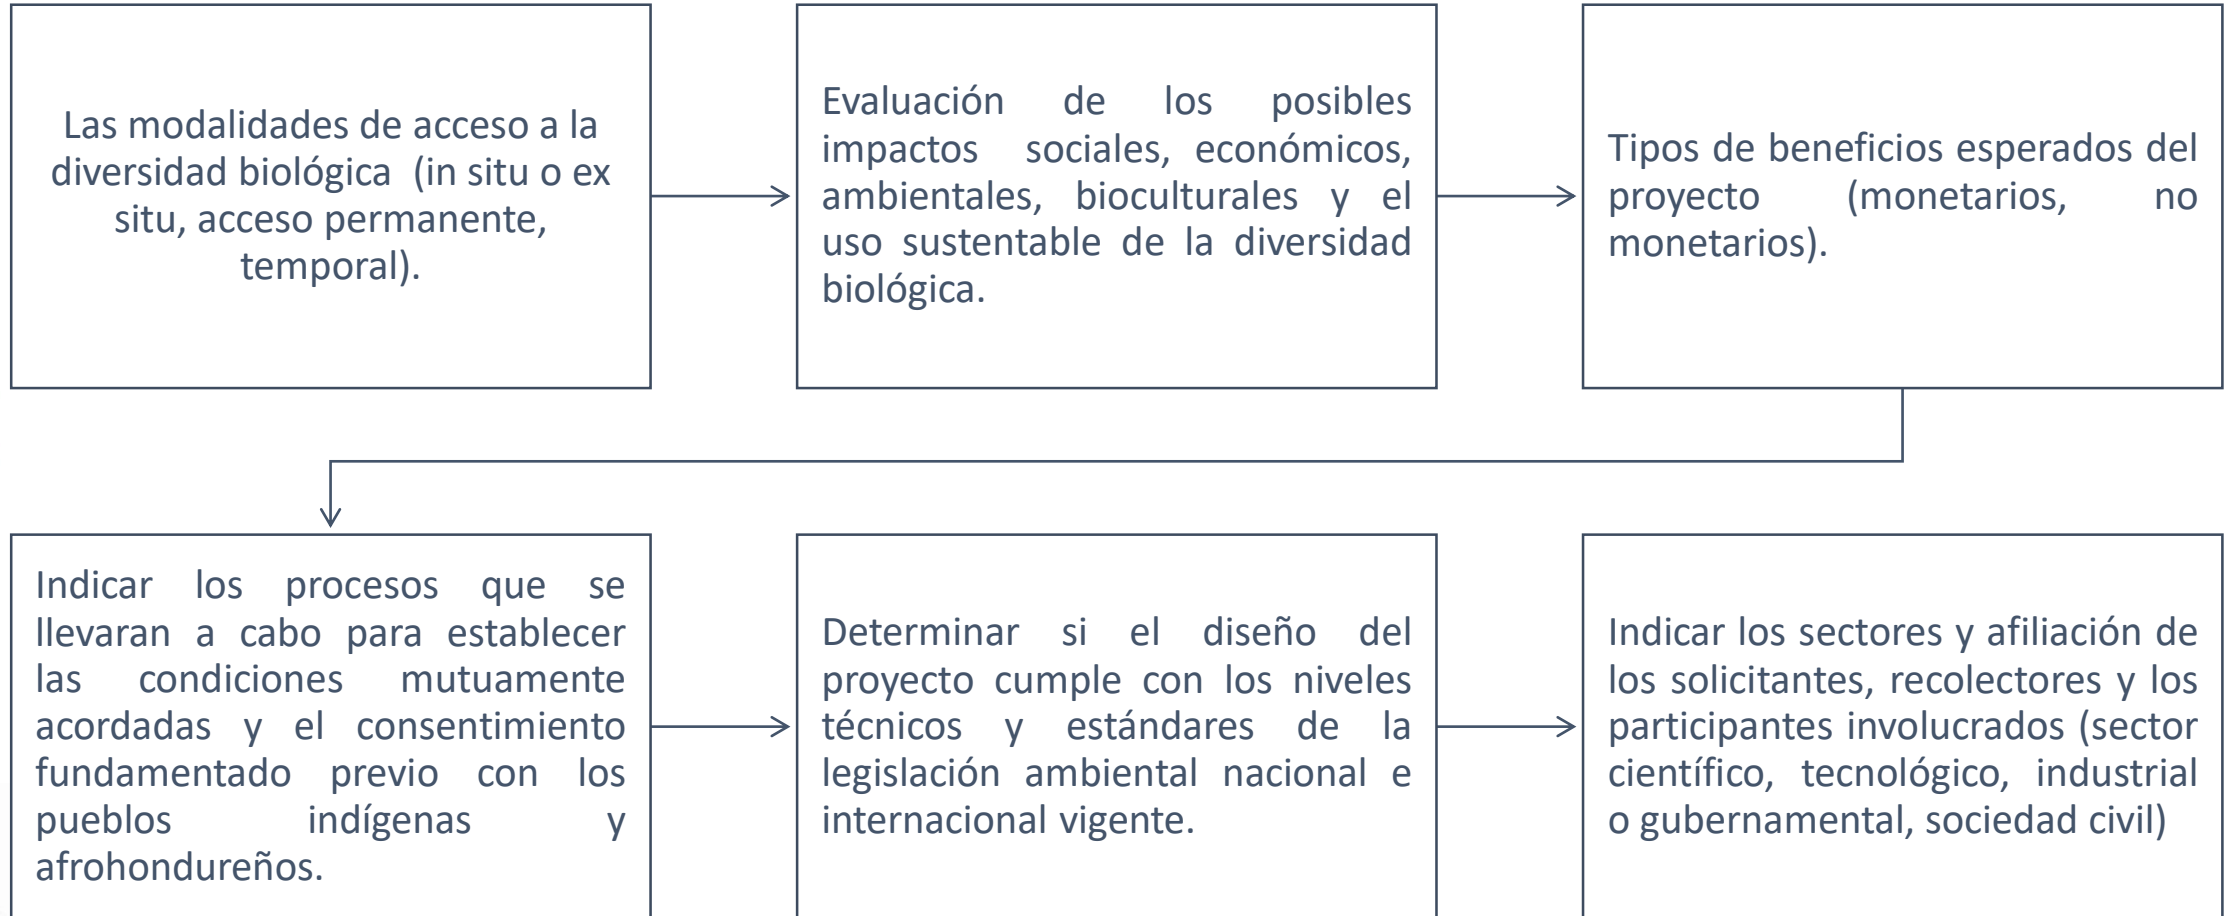 Las modalidades de acceso a la
diversidad biológica (in situ o ex
situ, acceso permanente,
temporal).
Evaluación de los posibles
impactos sociales, económicos,
ambientales, bioculturales y el
uso sustentable de la diversidad
biológica.
Tipos de beneficios esperados del
proyecto (monetarios, no
monetarios).
Indicar los procesos que se
llevaran a cabo para establecer
las condiciones mutuamente
acordadas y el consentimiento
fundamentado previo con los
pueblos indígenas y
afrohondureños.
Determinar si el diseño del
proyecto cumple con los niveles
técnicos y estándares de la
legislación ambiental nacional e
internacional vigente.
Indicar los sectores y afiliación de
los solicitantes, recolectores y los
participantes involucrados (sector
científico, tecnológico, industrial
o gubernamental, sociedad civil)